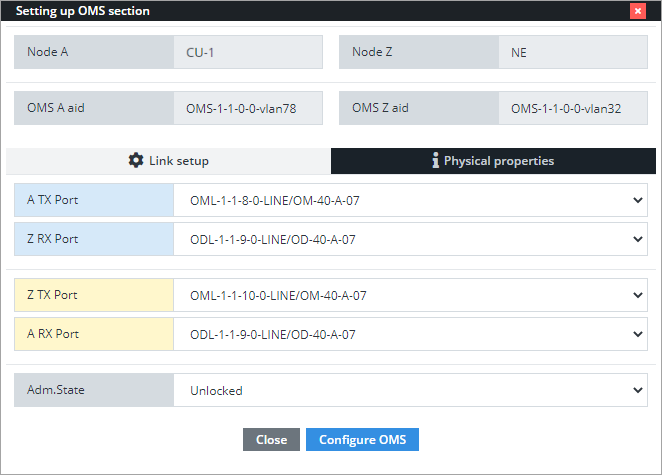 Setting up OMS section
Node A CU-1 Node Z NE
OMS A aid OMS-1-1-0-0-vlan78 OMS Z aid OMS-1-1-0-0-vlan32
Link setup Physical properties
A TX Port OML-1-1-8-0-LINE/OM-40-A-07
Z RX Port ODL-1-1-9-0-LINE/OD-40-A-07
Z TX Port OML-1-1-10-0-LINE/OM-40-A-07
A RX Port ODL-1-1-9-0-LINE/OD-40-A-07
Adm.State Unlocked
Close Configure OMS